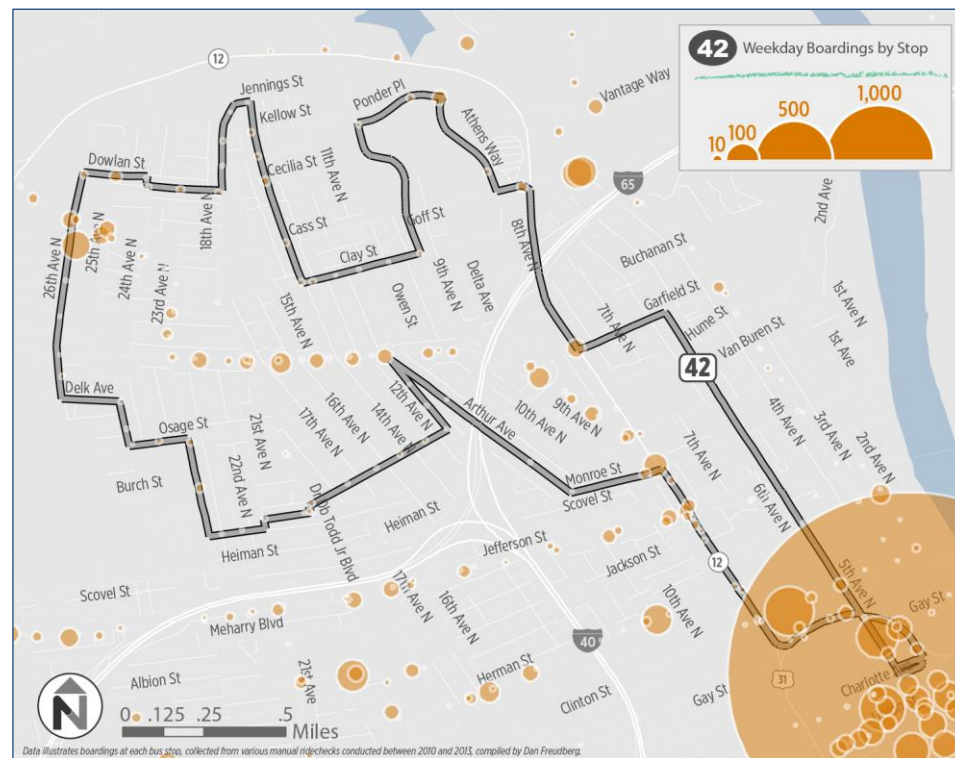 42 Weekday Boardings by Stop
10 100 500 1,000
12
Jennings St
Kellow St
Ponder Pl
Vantage Way
Athens Way
Dowlan St
Cecilia St
11th Ave N
65
18th Ave N
2nd Ave
Cass St
Goff St
8th Ave N
26th Ave N
25th Ave N
24th Ave N
23rd Ave N
Clay St
Buchanan St
9th Ave N
Delta Ave
Owen St
15th Ave N
7th Ave N
Garfield St
Hume St
Van Buren St
1st Ave N
1st Ave
42
Delk Ave
12th Ave N
14th Ave N
16th Ave N
17th Ave N
Arthur Ave
10th Ave N
9th Ave N
4th Ave N
3rd Ave N
2nd Ave N
Osage St
21st Ave N
22nd Ave N
Burch St
Monroe St
Scovel St
7th Ave N
6th Ave N
Heiman St
Heiman St
Dr Db Todd Jr Blvd
Jefferson St
Jackson St
12
5th Ave N
Gay St
Scovel St
Meharry Blvd
17th Ave N
16th Ave N
10th Ave N
40
Herman St
Albion St
21st Ave
Clinton St
Gay St
31
Charlotte
N
0 .125 .25 .5
Miles
Data illustrates boardings at each bus stop, collected from various manual ridechecks conducted between 2010 and 2013, compiled by Dan Freudberg.